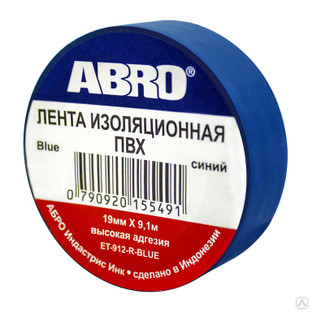 ABRO
ЛЕНТА ИЗОЛЯЦИОННАЯ
ПВХ
Blue
синий
0 790920 155491
19мм X 9,1м
высокая адгезия
ET-912-R-BLUE
АБРО Индастрис Инк • сделано в Индонезии